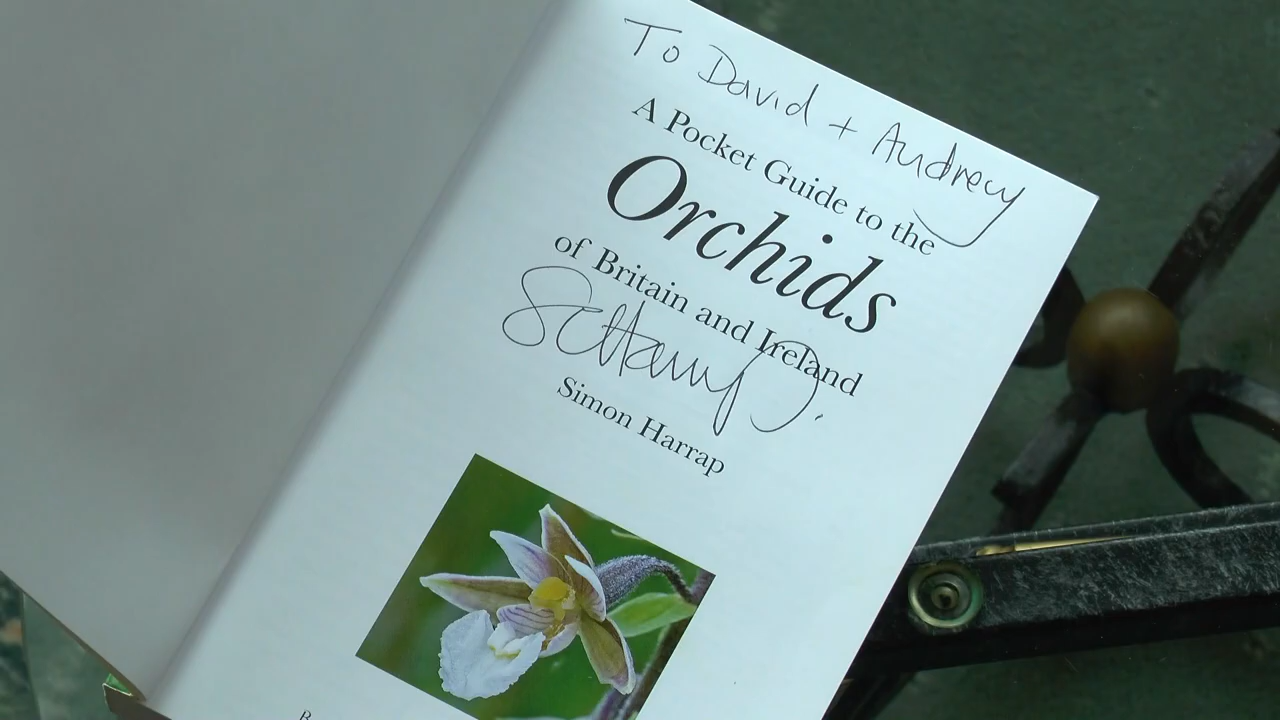 To David + Audrey
A Pocket Guide to the
Orchids
of Britain and Ireland
Simon Harrap